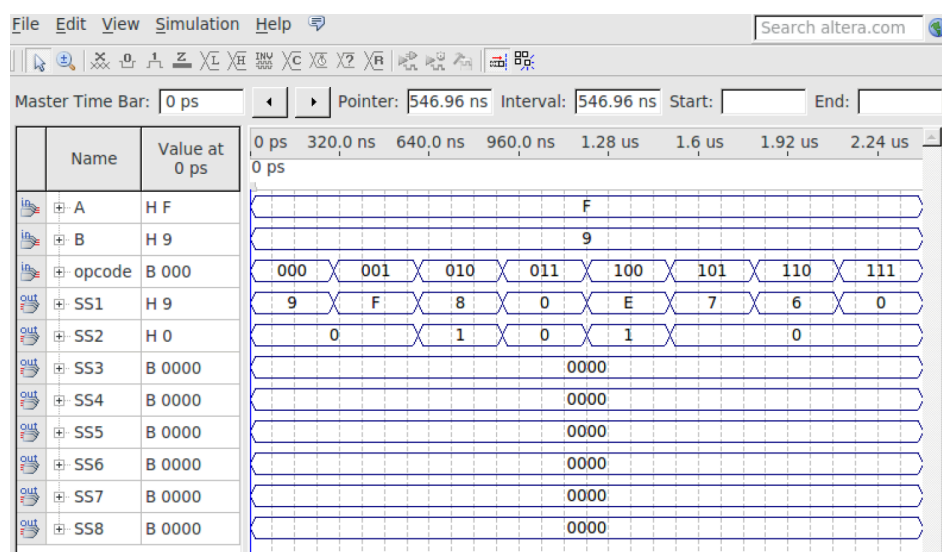 File Edit View Simulation Help Search altera.com
Master Time Bar: 0 ps Pointer: 546.96 ns Interval: 546.96 ns Start: End:
Name Value at 0 ps 0 ps 320.0 ns 640.0 ns 960.0 ns 1.28 us 1.6 us 1.92 us 2.24 us
0 ps
A H F F
B H 9 9
opcode B 000 000 001 010 011 100 101 110 111
SS1 H 9 9 F 8 0 E 7 6 0
SS2 H 0 0 1 0 1 0
SS3 B 0000 0000
SS4 B 0000 0000
SS5 B 0000 0000
SS6 B 0000 0000
SS7 B 0000 0000
SS8 B 0000 0000